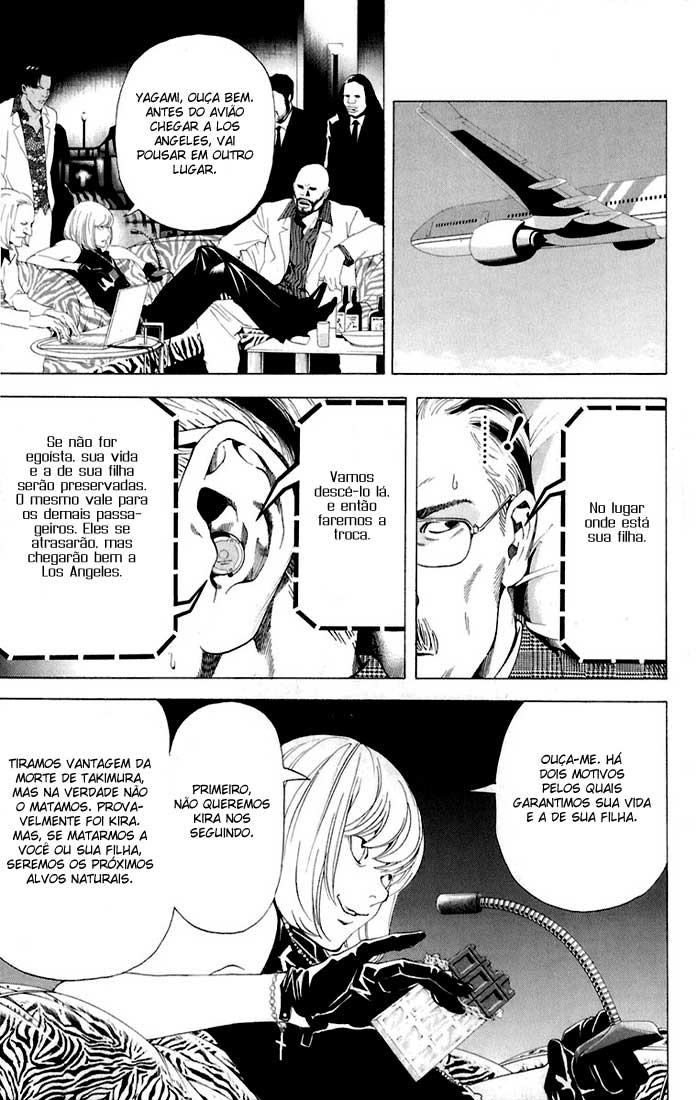 YAGAMI, OUÇA BEM.
ANTES DO AVIÃO
CHEGAR A LOS
ANGELES, VAI
POUSAR EM OUTRO
LUGAR.
No lugar
onde está
sua filha.
Vamos
descé-lo lá,
e então
faremos a
troca.
Se não for
egoísta, sua vida
e a de sua filha
serão preservadas.
O mesmo vale para
os demais passa-
geiros. Eles se
atrasarão, mas
chegarão bem a
Los Angeles.
OUÇA-ME. HÁ
DOIS MOTIVOS
PELOS QUAIS
GARANTIMOS SUA VIDA
E A DE SUA FILHA.
PRIMEIRO,
NÃO QUEREMOS
KIRA NOS
SEGUINDO.
TIRAMOS VANTAGEM DA
MORTE DE TAKIMURA,
MAS NA VERDADE NÃO
O MATAMOS. PROVA-
VELMENTE FOI KIRA.
MAS, SE MATARMOS A
VOCÊ OU SUA FILHA,
SEREMOS OS PRÓXIMOS
ALVOS NATURAIS.